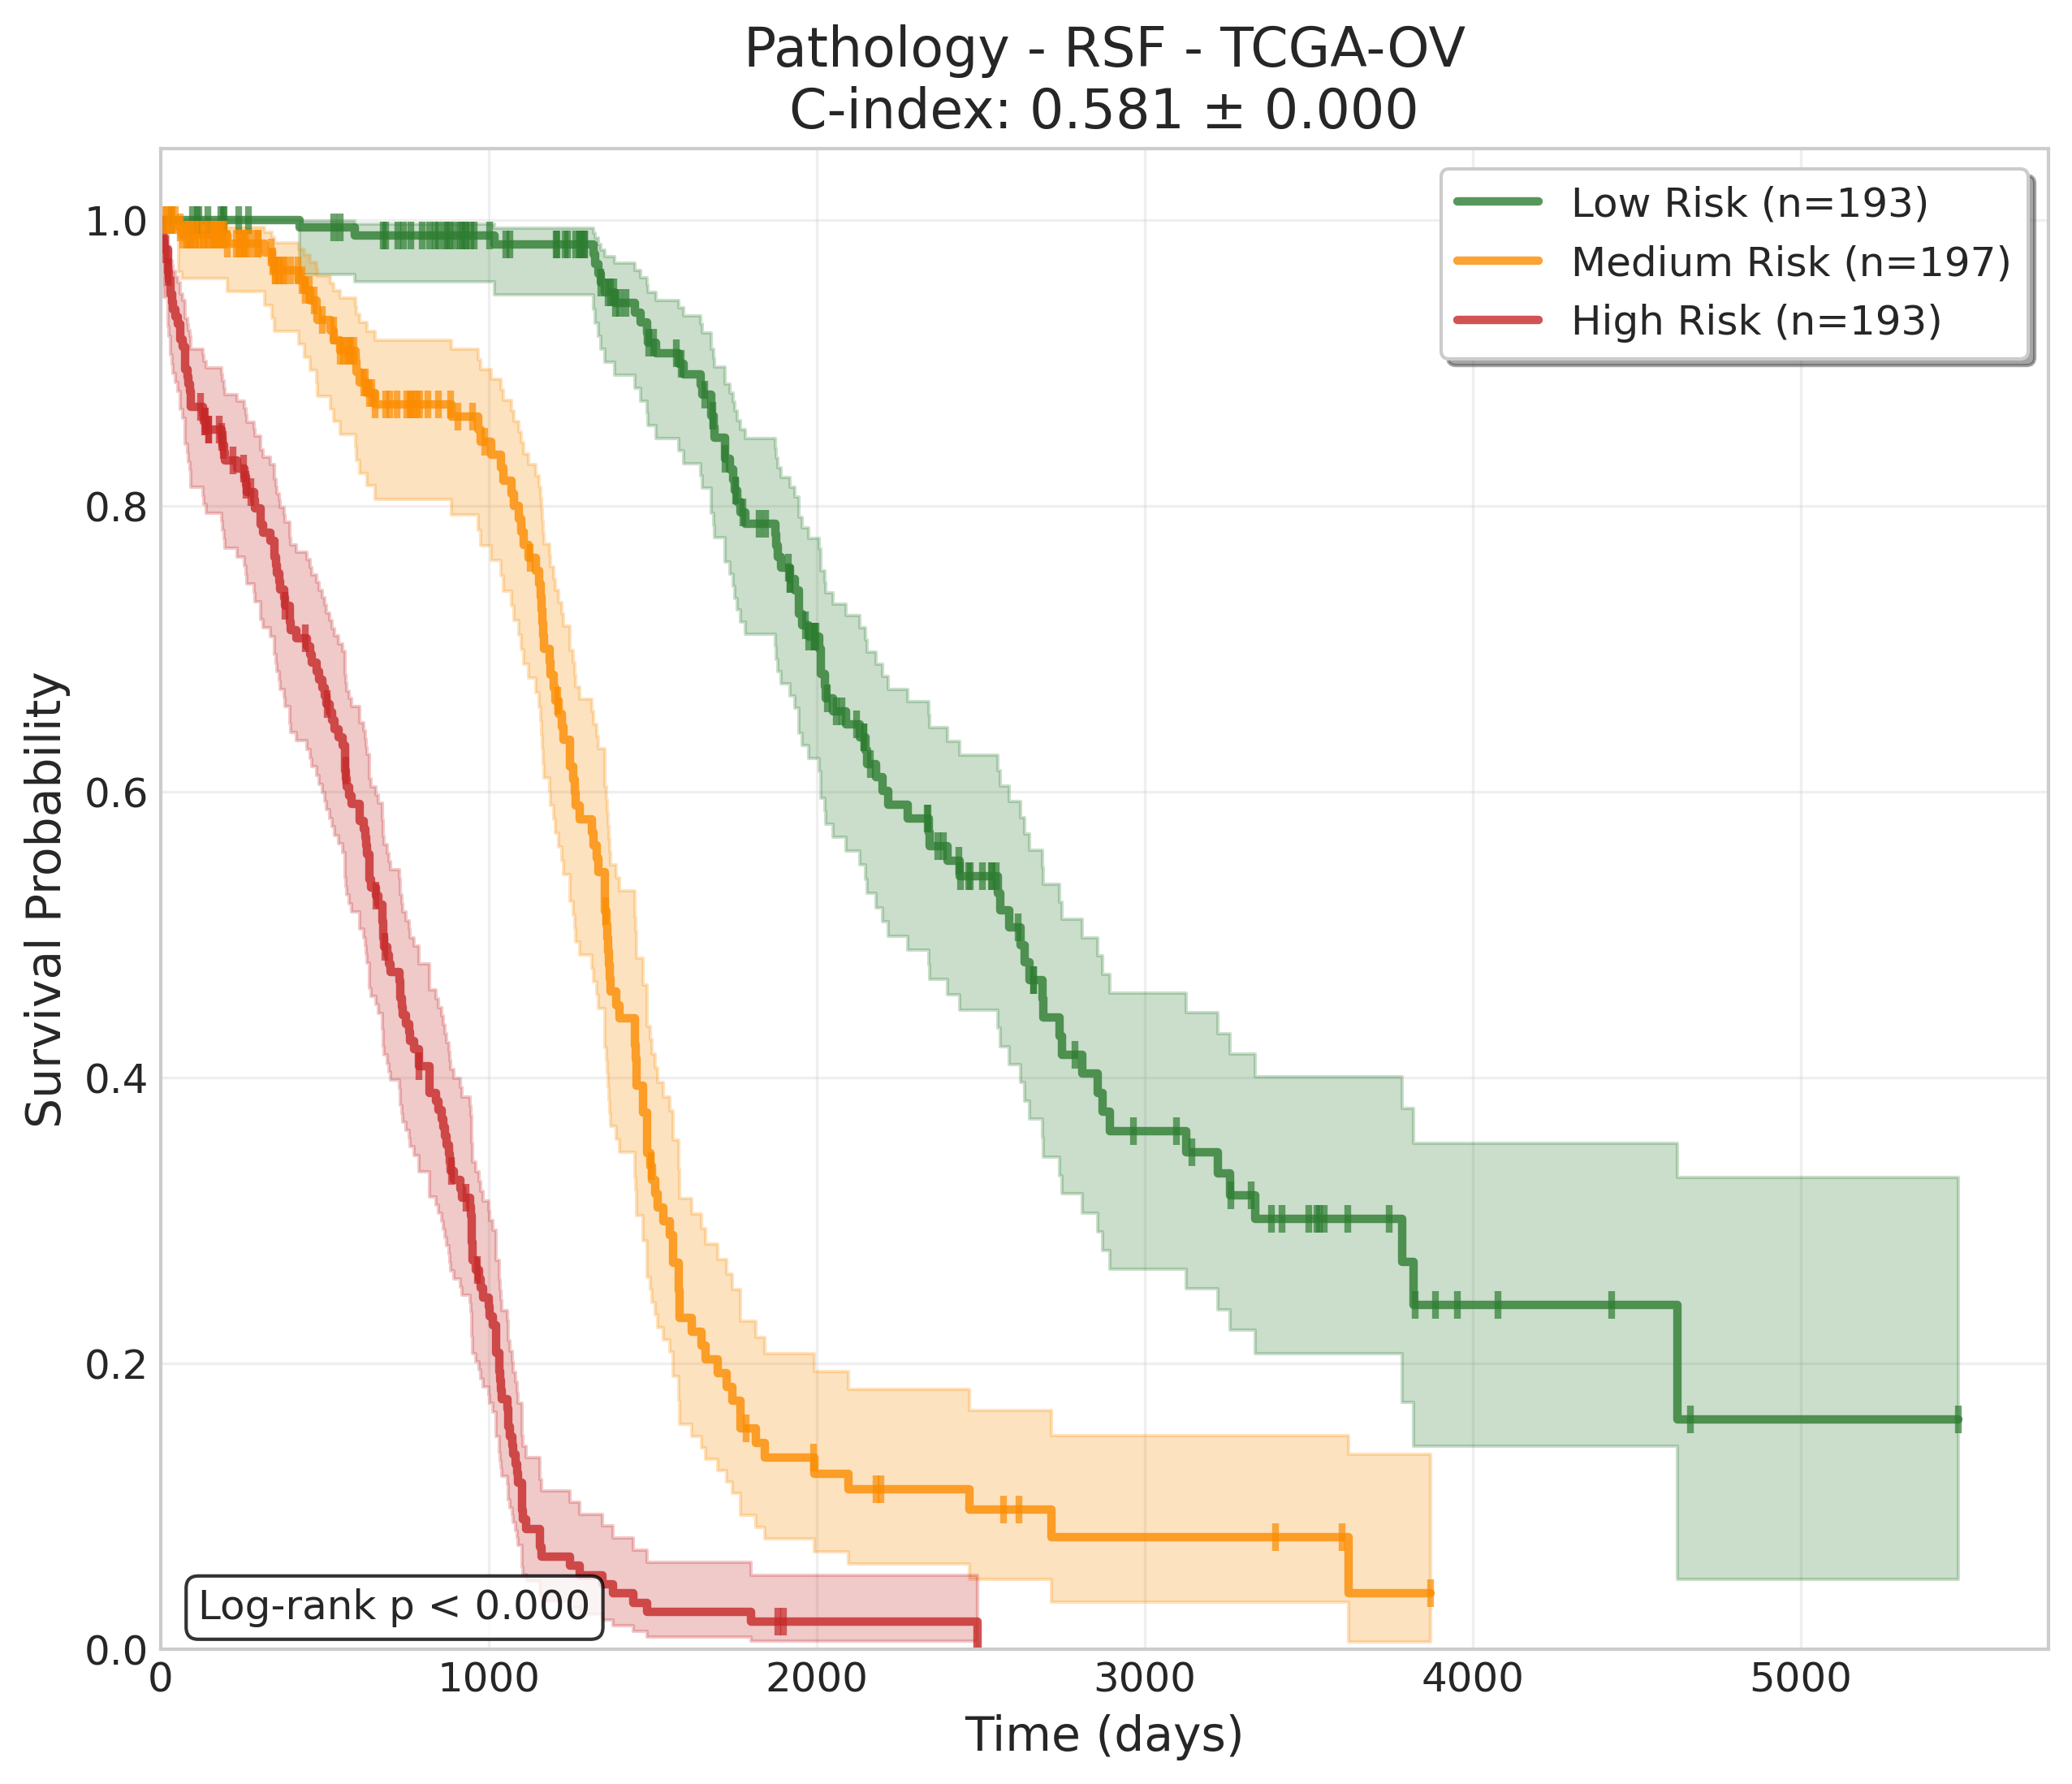 Pathology - RSF - TCGA-OV
C-index: 0.581 ± 0.000
Low Risk (n=193)
Medium Risk (n=197)
High Risk (n=193)
Survival Probability
1.0
0.8
0.6
0.4
0.2
0.0
Log-rank p < 0.000
0 1000 2000 3000 4000 5000
Time (days)